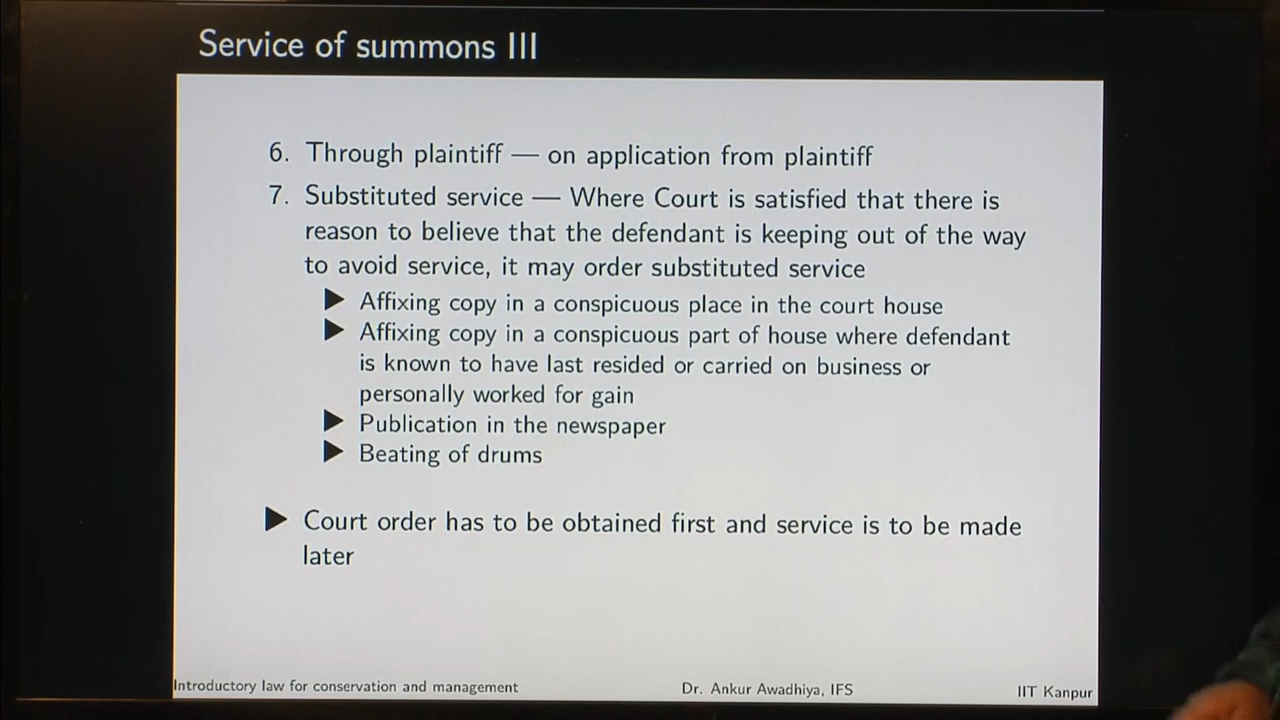 Service of summons III
6. Through plaintiff — on application from plaintiff
7. Substituted service — Where Court is satisfied that there is
reason to believe that the defendant is keeping out of the way
to avoid service, it may order substituted service
▶ Affixing copy in a conspicuous place in the court house
▶ Affixing copy in a conspicuous part of house where defendant
is known to have last resided or carried on business or
personally worked for gain
▶ Publication in the newspaper
▶ Beating of drums
▶ Court order has to be obtained first and service is to be made
later
Introductory law for conservation and management Dr. Ankur Awadhiya, IFS IIT Kanpur